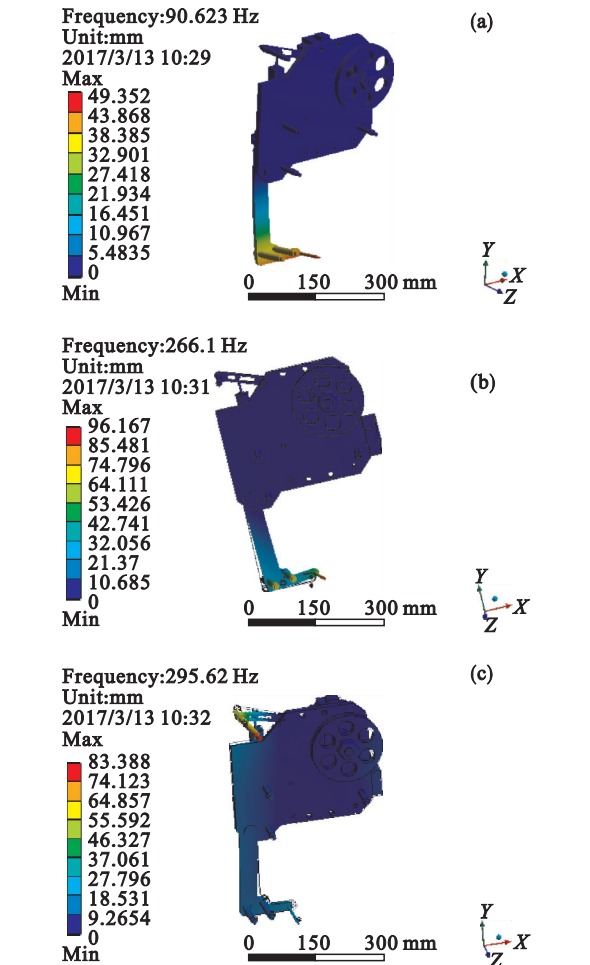 Frequency:90.623 Hz
(a)
Unit:mm
2017/3/13 10:29
Max
49.352
43.868
38.385
32.901
27.418
21.934
16.451
10.967
5.4835
0
Min
0 150 300 mm
Y
X
Z
Frequency:266.1 Hz
Unit:mm
(b)
2017/3/13 10:31
Max
96.167
85.481
74.796
64.111
53.426
42.741
32.056
21.37
10.685
0
Min
0 150 300 mm
Y
X
Z
Frequency:295.62 Hz
(c)
Unit:mm
2017/3/13 10:32
Max
83.388
74.123
64.857
55.592
46.327
37.061
27.796
18.531
9.2654
0
Min
0 150 300 mm
Y
X
Z